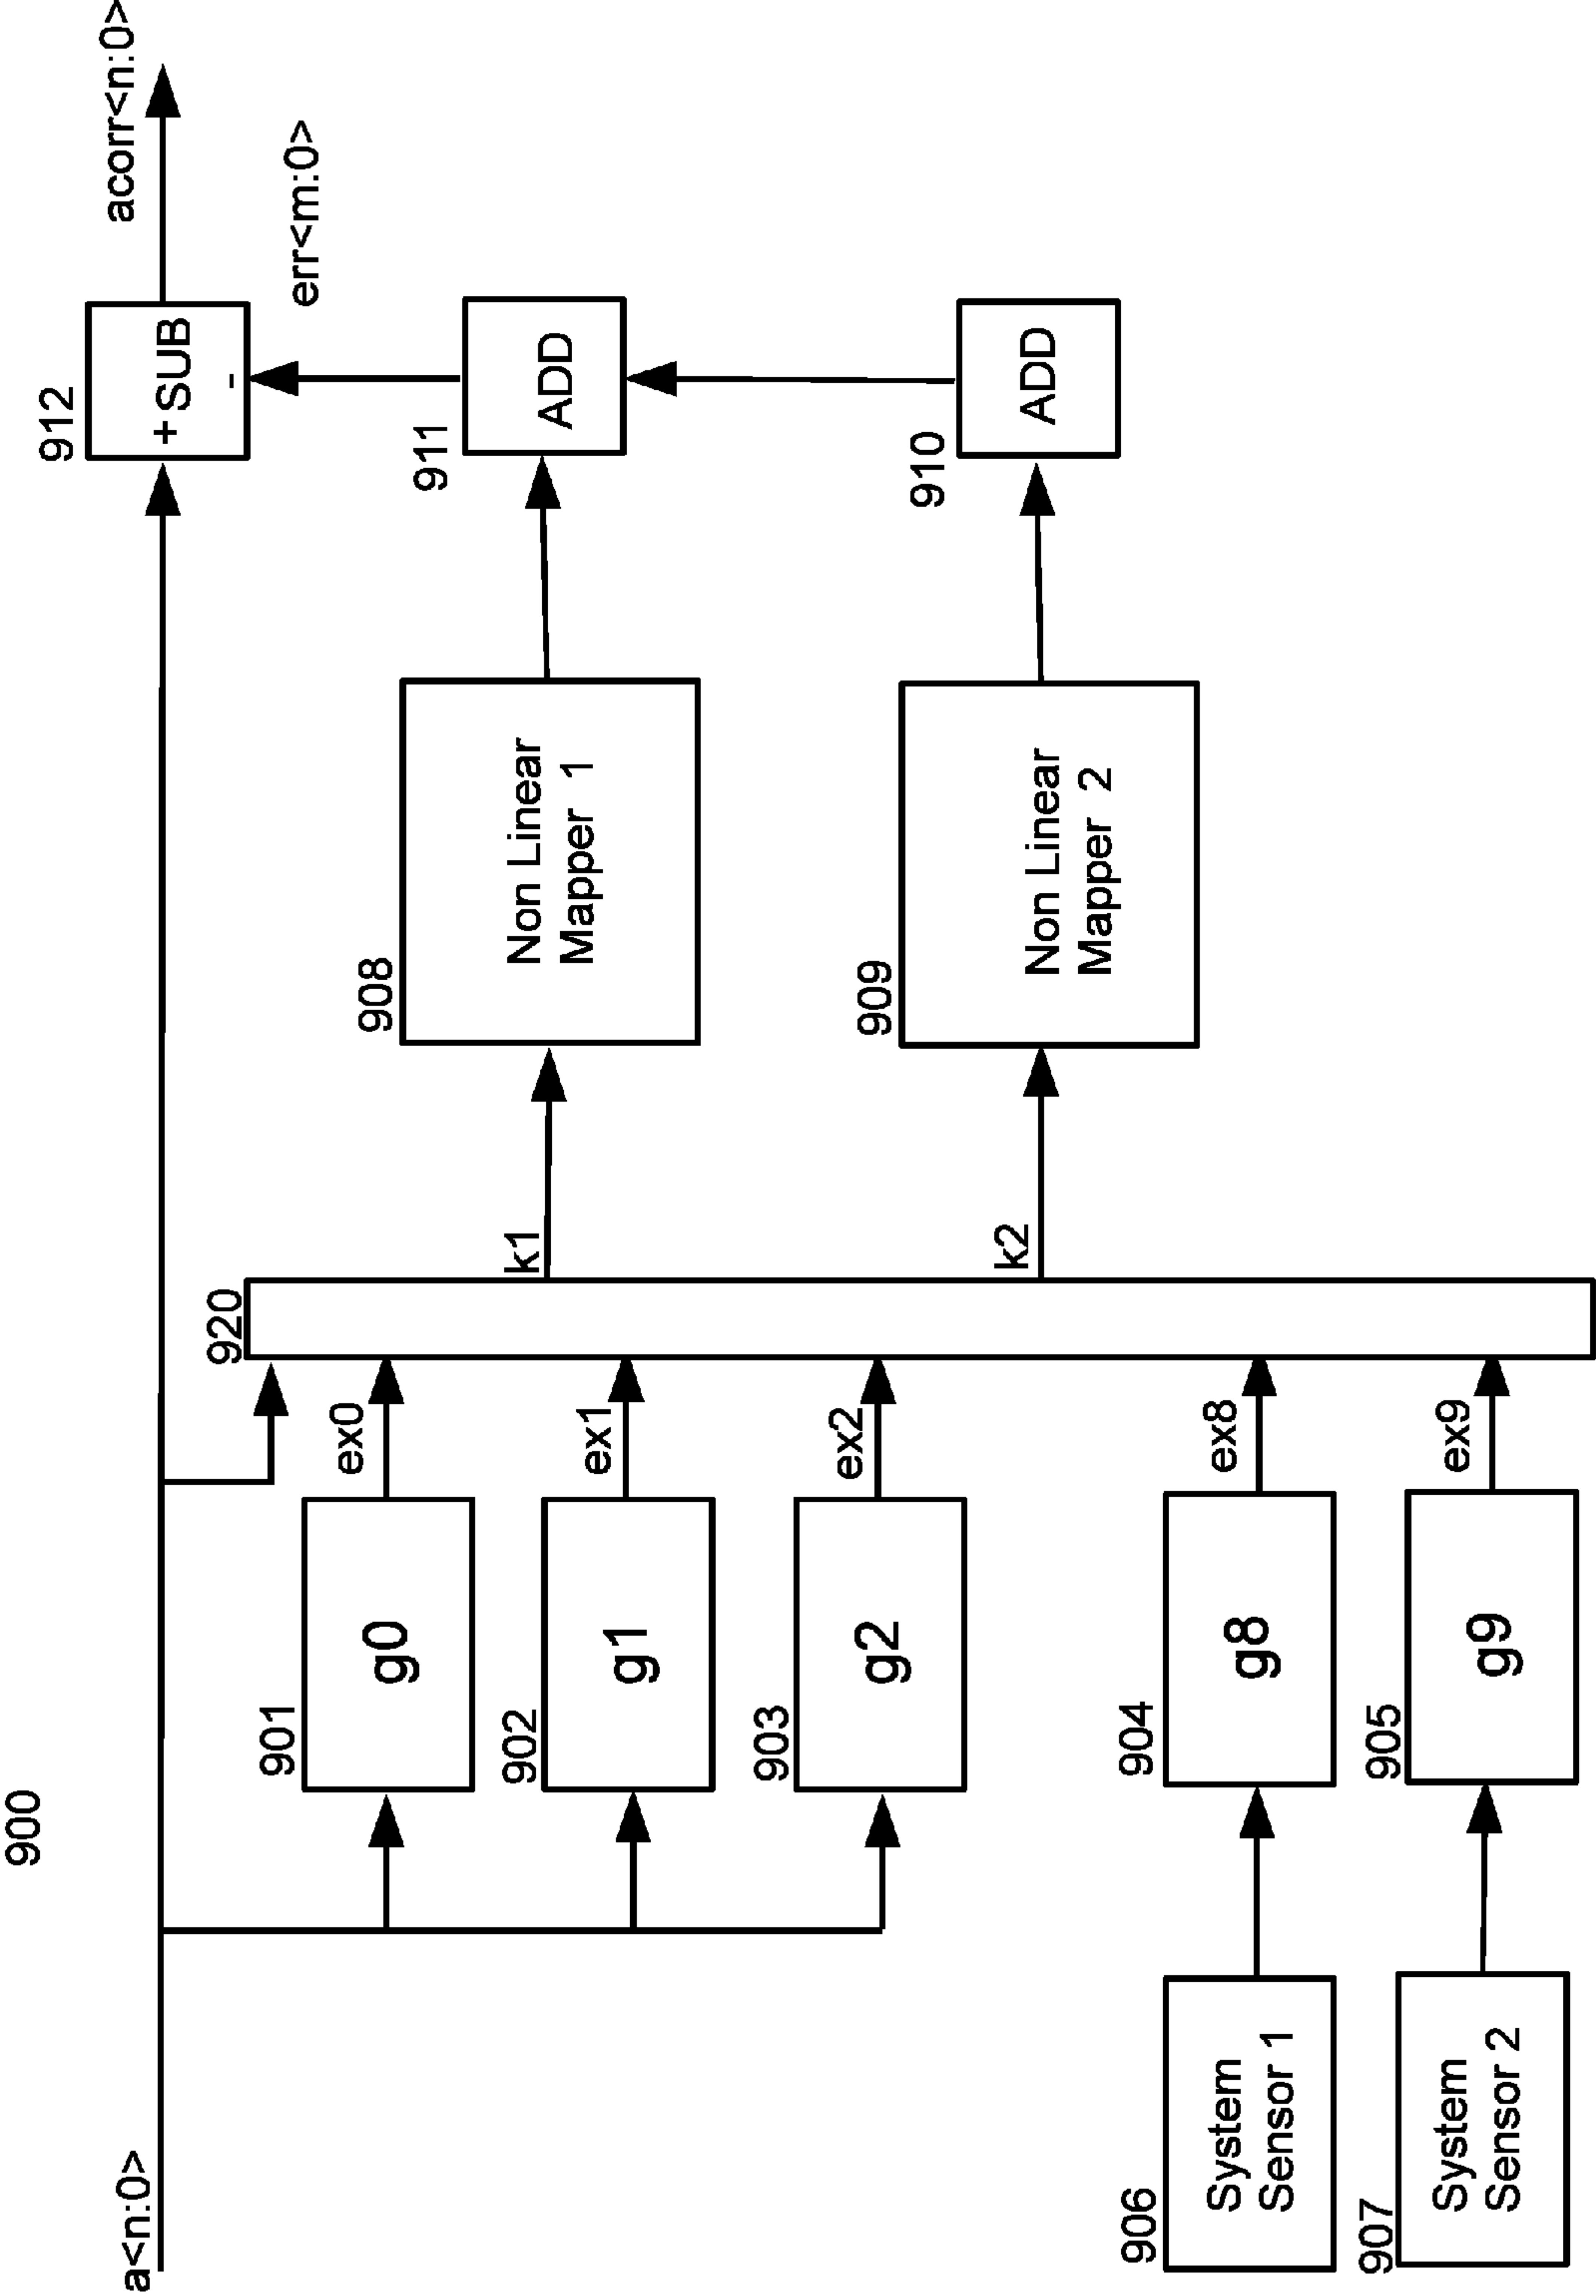 900
a<n:0>
acorr<n:0>
912
+SUB
-
err<m:0>
901
g0
ex0
920
902
g1
ex1
k1
908
Non Linear
Mapper 1
911
ADD
903
g2
ex2
k2
909
Non Linear
Mapper 2
910
ADD
906
System
Sensor 1
904
g8
ex8
907
System
Sensor 2
905
g9
ex9